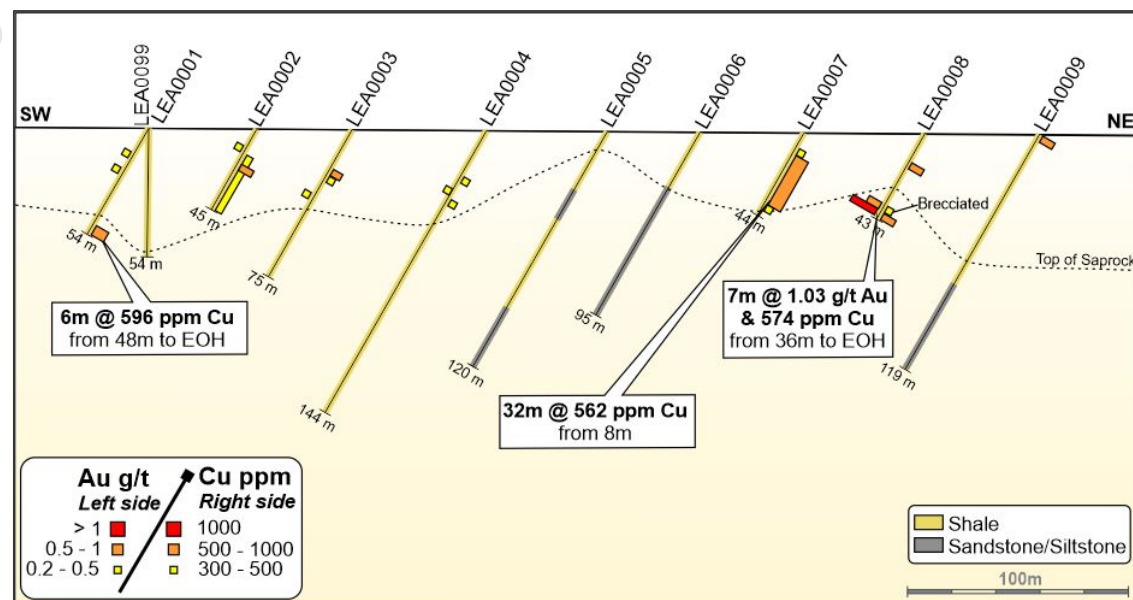 LEA0099
LEA0001
LEA0002
LEA0003
LEA0004
LEA0005
LEA0006
LEA0007
LEA0008
LEA0009
SW
NE
45 m
44 m
43 m
Brecciated
54 m
54 m
75 m
Top of Saprock
6m @ 596 ppm Cu
from 48m to EOH
7m @ 1.03 g/t Au
& 574 ppm Cu
from 36m to EOH
95 m
120 m
119 m
144 m
32m @ 562 ppm Cu
from 8m
Au g/t Cu ppm
Left side Right side
> 1 1000
0.5 - 1 500 - 1000
0.2 - 0.5 300 - 500
Shale
Sandstone/Siltstone
100m